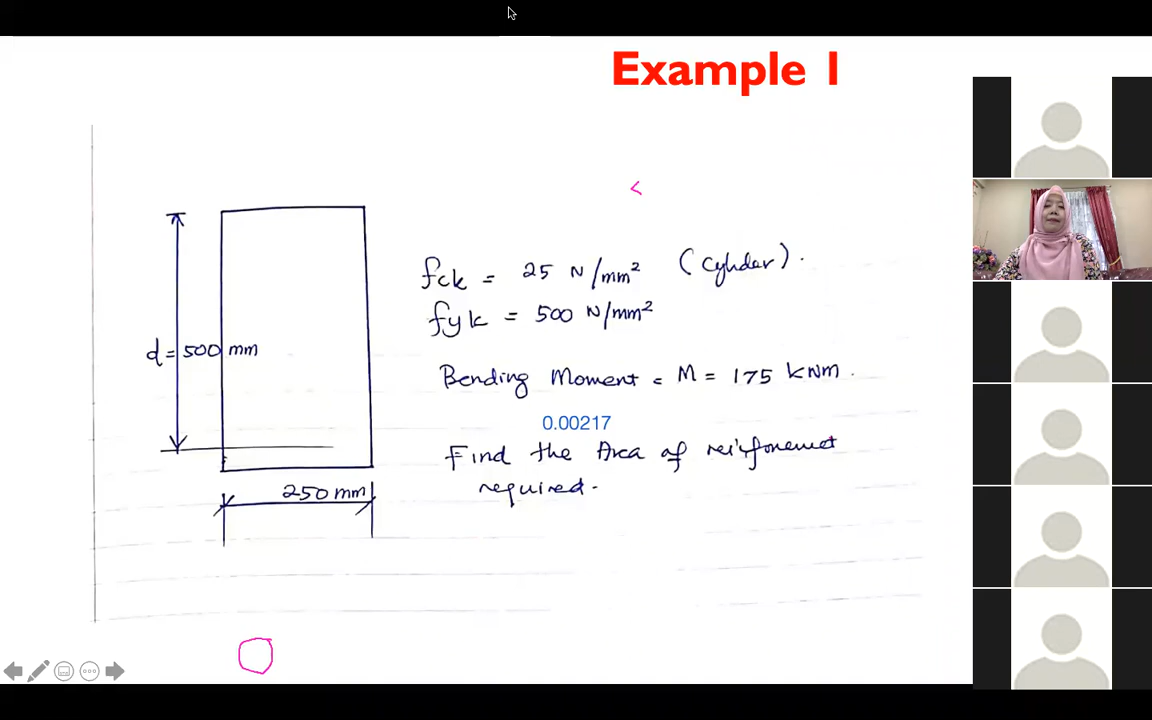 Example 1
<
fck = 25 N/mm² (Cylinder).
fyk = 500 N/mm²
d = 500 mm
Bending Moment = M = 175 kNm.
0.00217
Find the Area of reinforcement
required.
250 mm